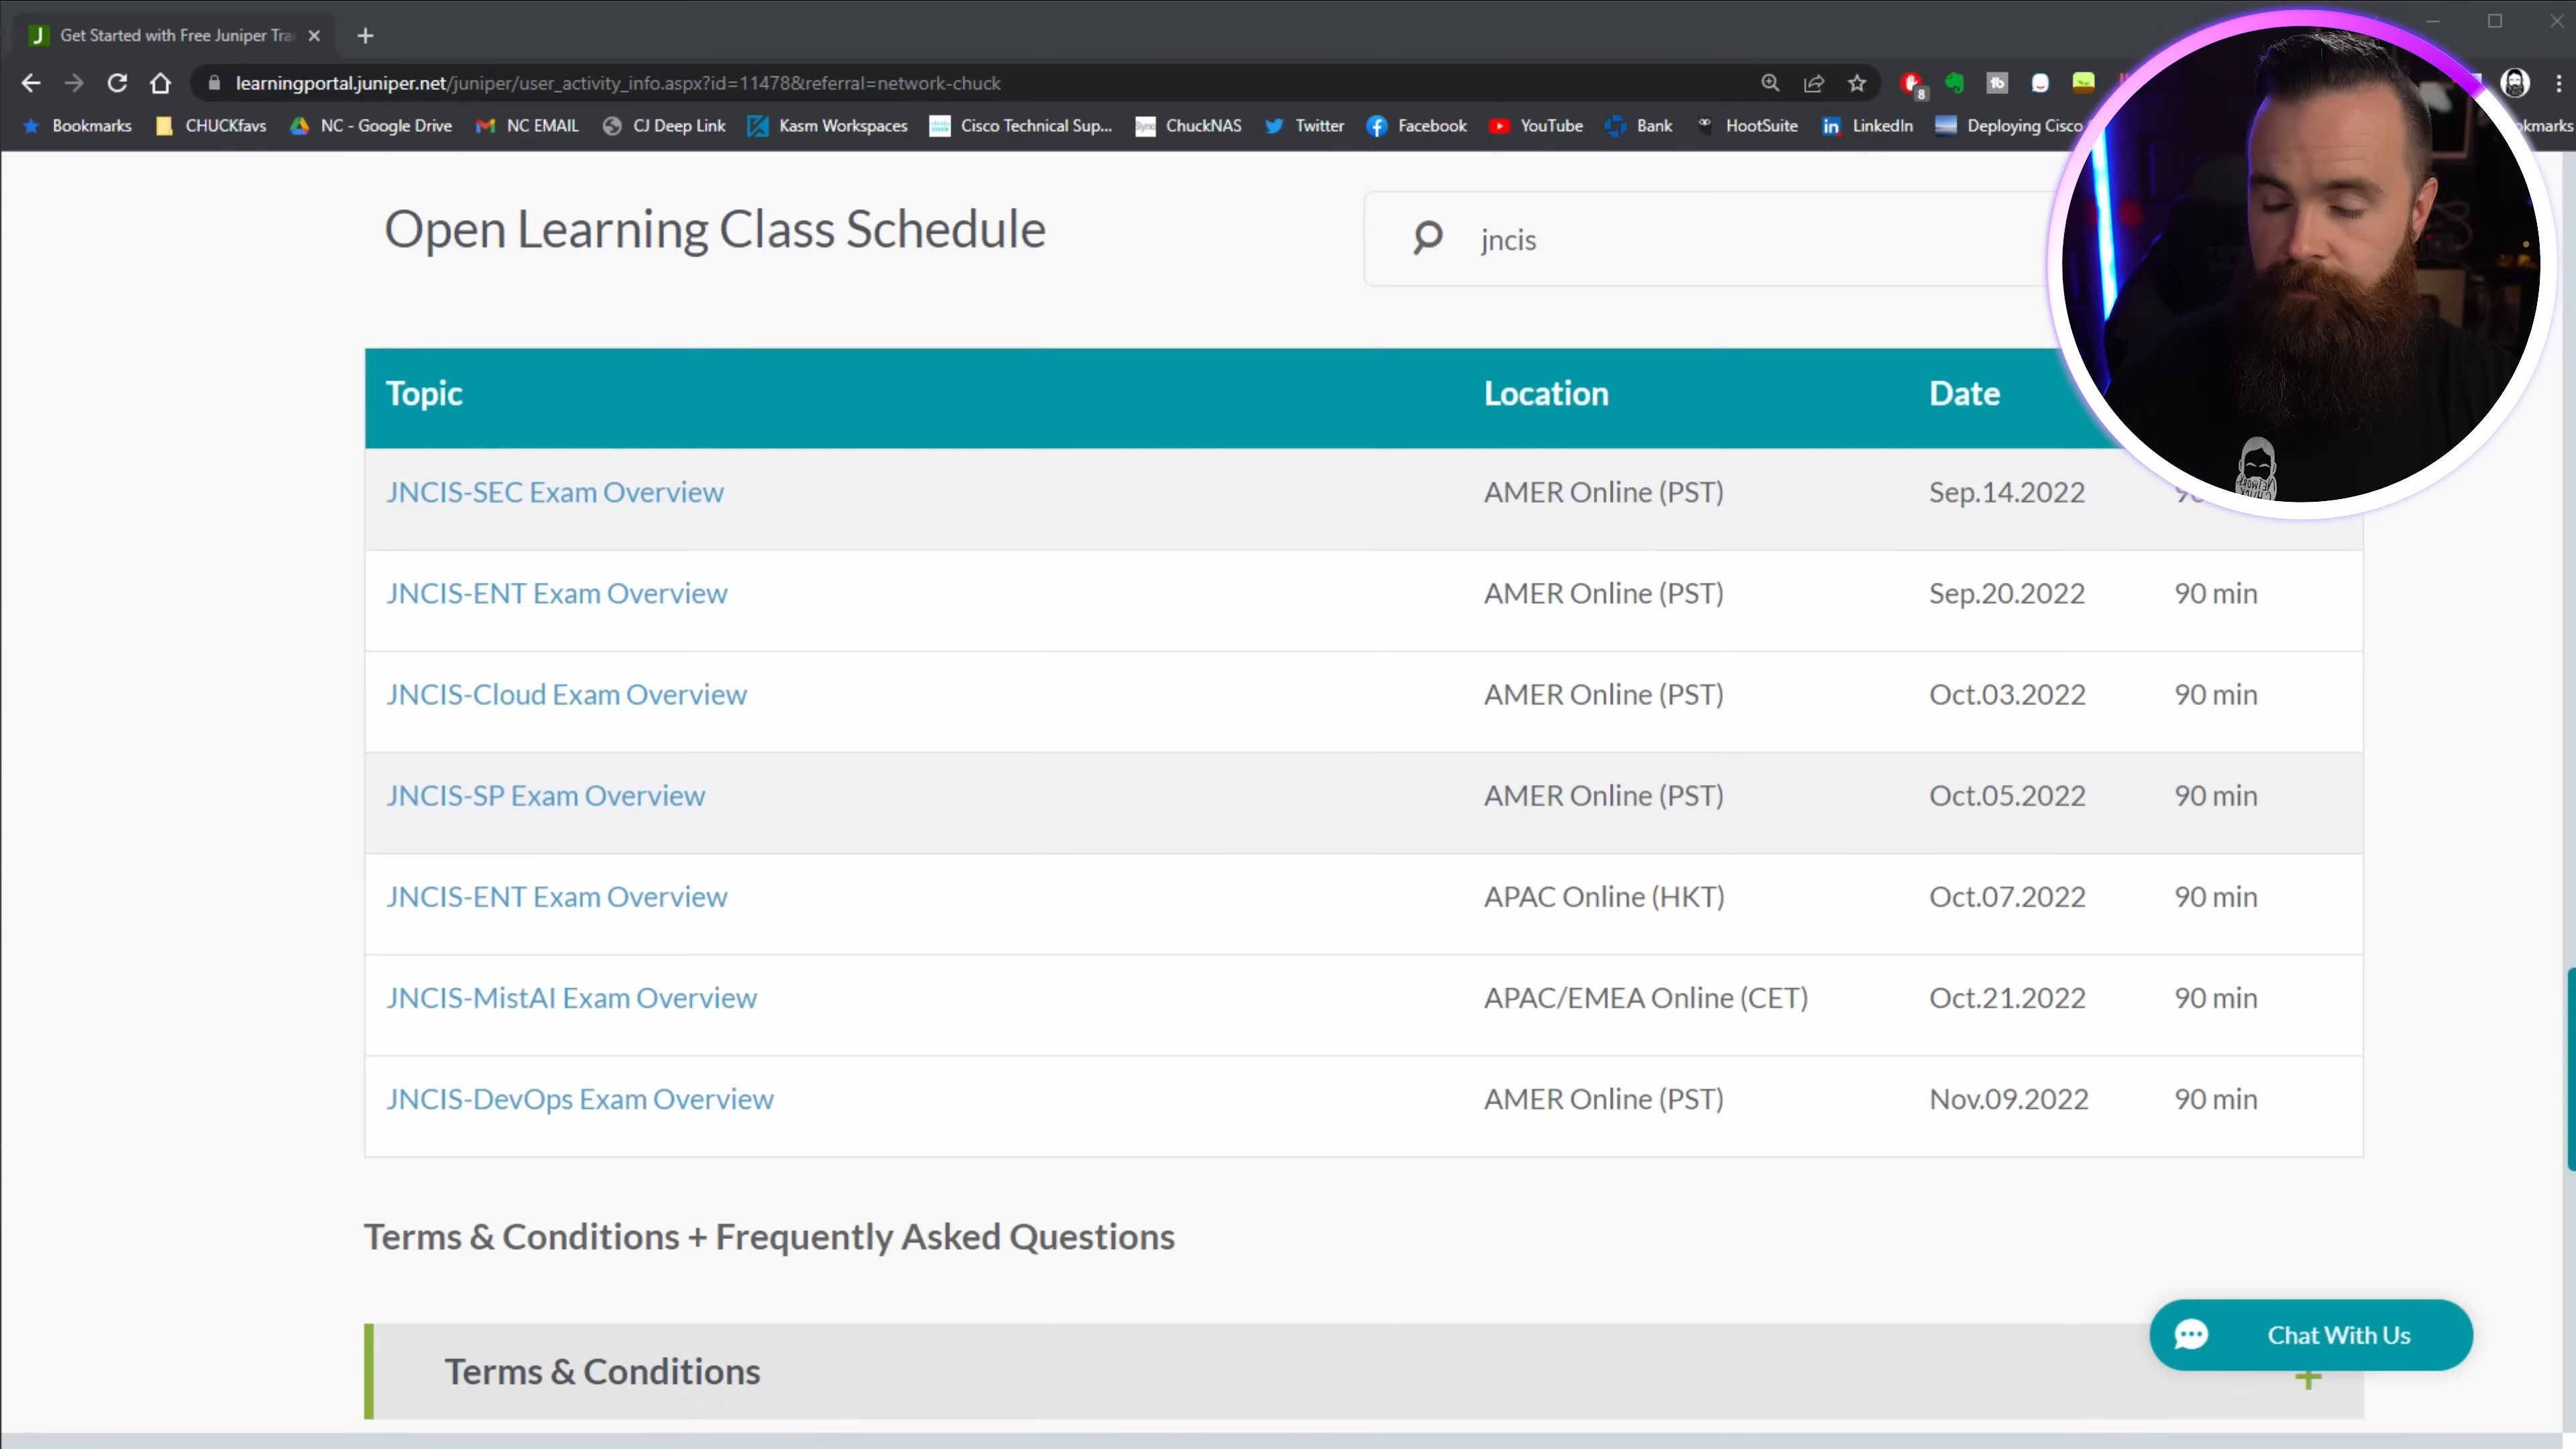 Get Started with Free Juniper Tra
learningportal.juniper.net/juniper/user_activity_info.aspx?id=11478&referral=network-chuck
8
Bookmarks CHUCKfavs NC - Google Drive NC EMAIL CJ Deep Link Kasm Workspaces Cisco Technical Sup... ChuckNAS Twitter Facebook YouTube Bank HootSuite LinkedIn Deploying Cisco okmarks
Open Learning Class Schedule
jncis
Topic Location Date
JNCIS-SEC Exam Overview AMER Online (PST) Sep.14.2022
JNCIS-ENT Exam Overview AMER Online (PST) Sep.20.2022 90 min
JNCIS-Cloud Exam Overview AMER Online (PST) Oct.03.2022 90 min
JNCIS-SP Exam Overview AMER Online (PST) Oct.05.2022 90 min
JNCIS-ENT Exam Overview APAC Online (HKT) Oct.07.2022 90 min
JNCIS-MistAI Exam Overview APAC/EMEA Online (CET) Oct.21.2022 90 min
JNCIS-DevOps Exam Overview AMER Online (PST) Nov.09.2022 90 min
Terms & Conditions + Frequently Asked Questions
Chat With Us
Terms & Conditions +